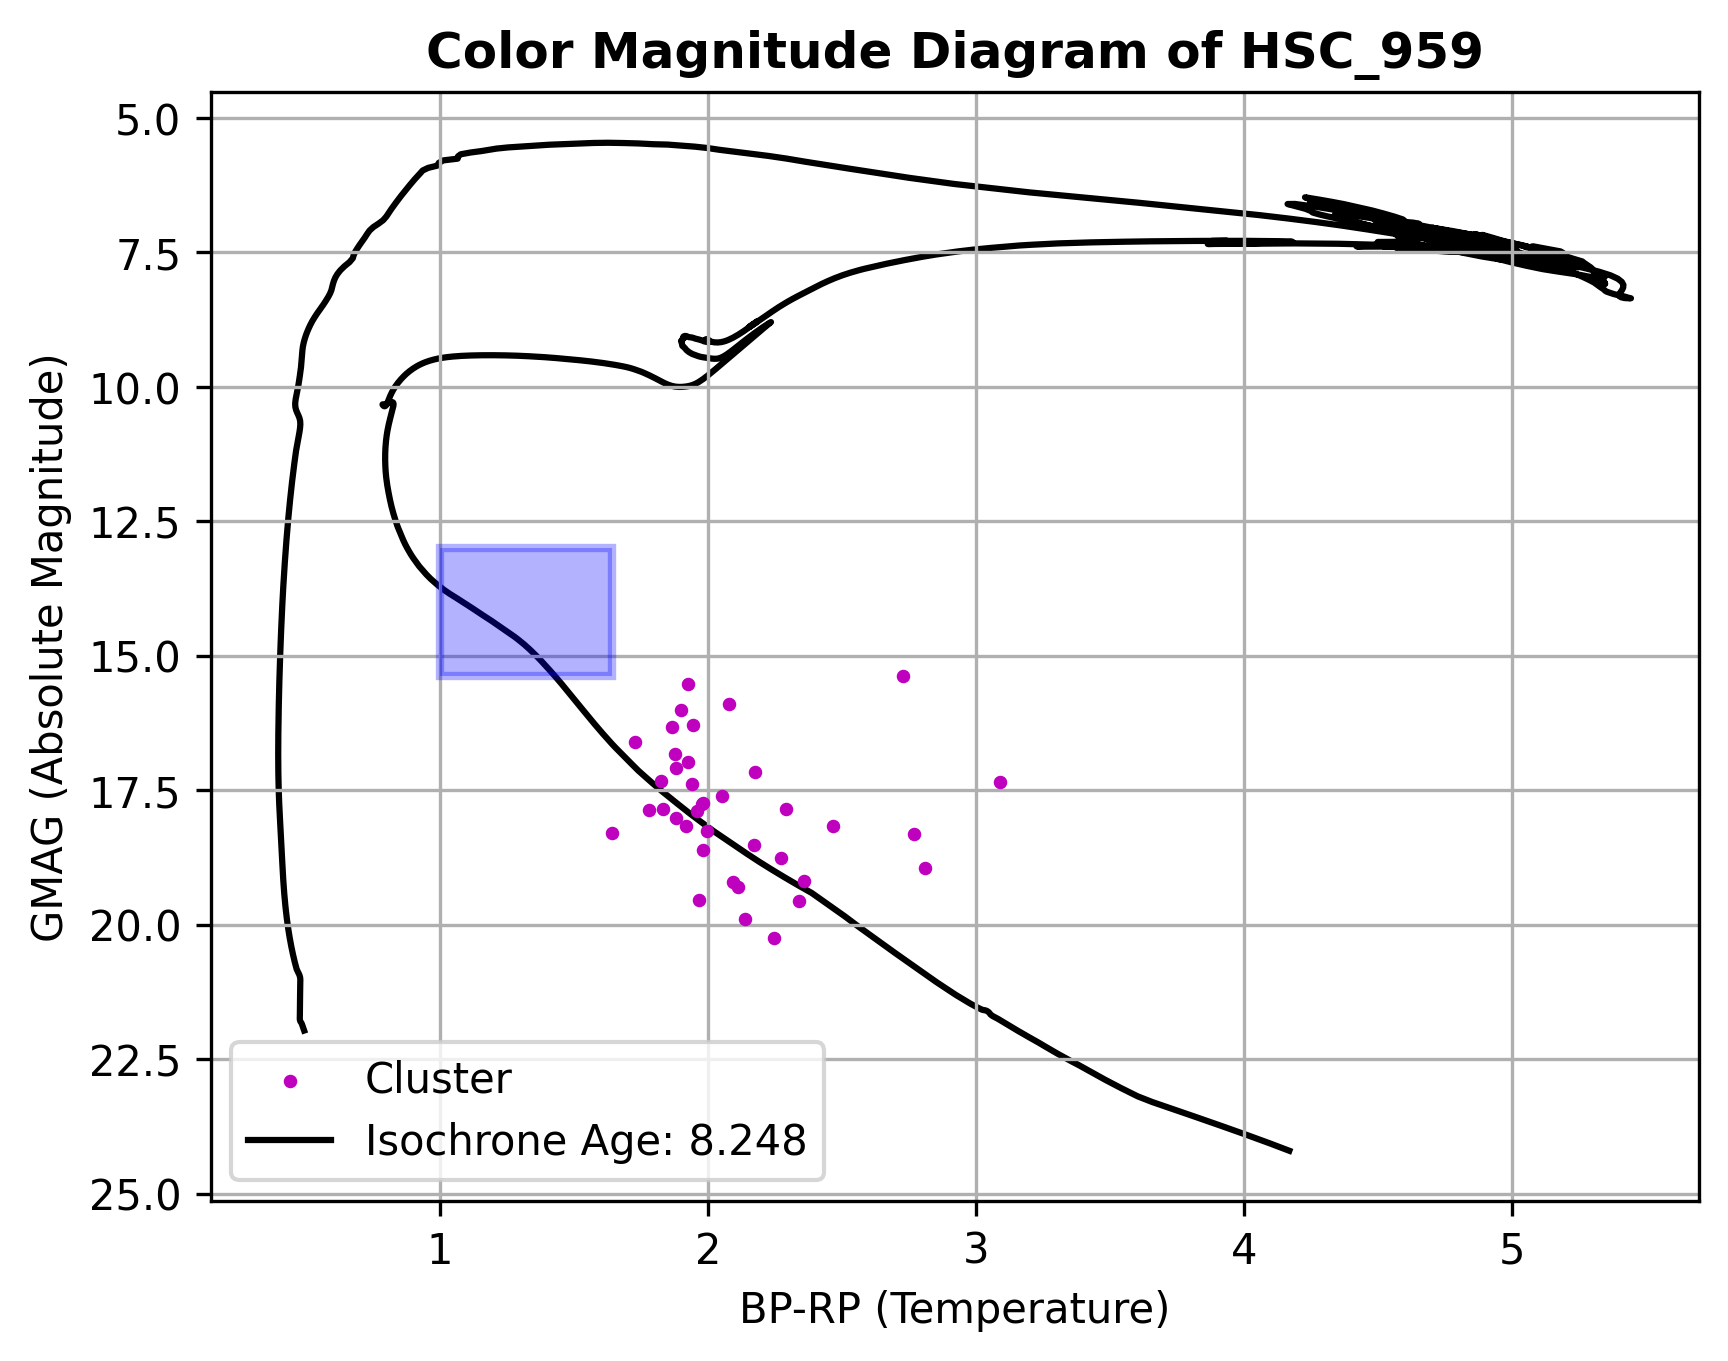 Color Magnitude Diagram of HSC_959
GMAG (Absolute Magnitude)
5.0
7.5
10.0
12.5
15.0
17.5
20.0
22.5
25.0
Cluster
Isochrone Age: 8.248
1 2 3 4 5
BP-RP (Temperature)